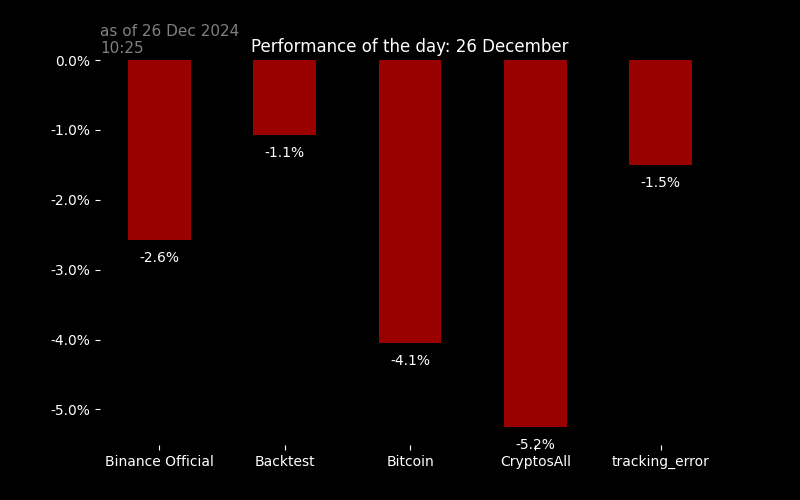 as of 26 Dec 2024
10:25
Performance of the day: 26 December
0.0%
-1.0%
-2.0%
-3.0%
-4.0%
-5.0%
-2.6%
-1.1%
-4.1%
-5.2%
-1.5%
Binance Official
Backtest
Bitcoin
CryptosAll
tracking_error